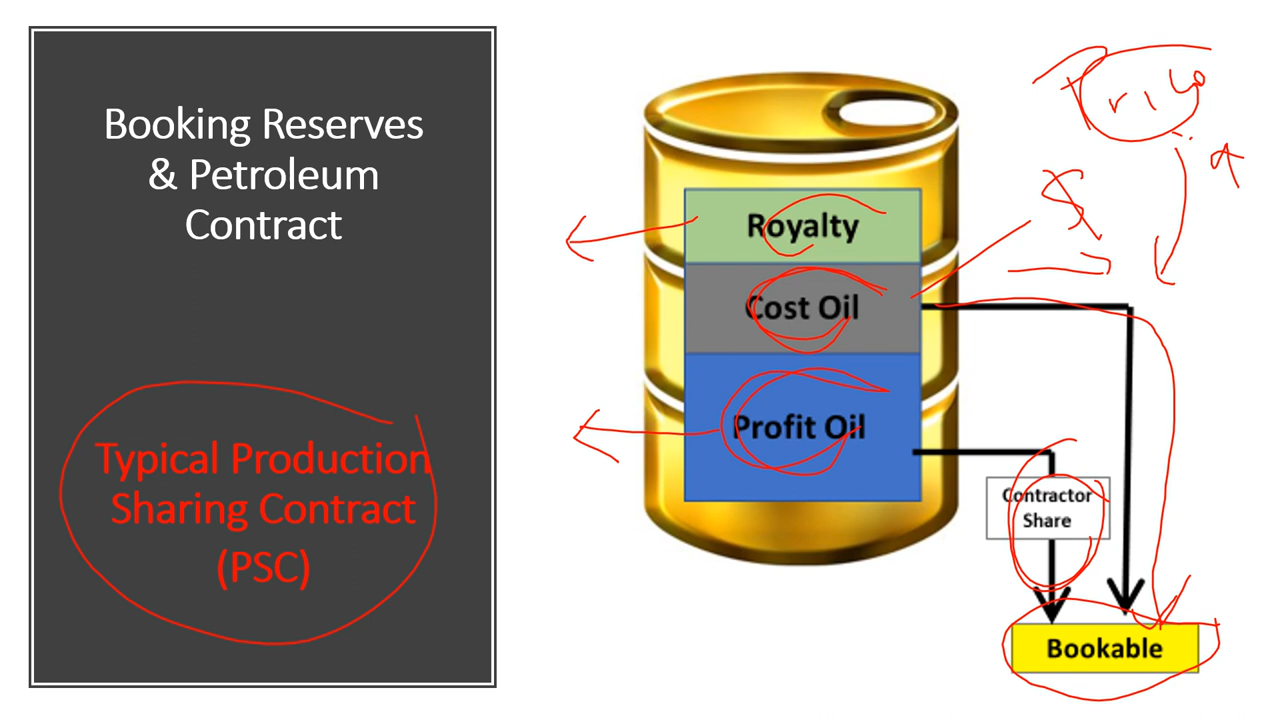 Booking Reserves
& Petroleum
Contract
Typical Production
Sharing Contract
(PSC)
Royalty
Cost Oil
Profit Oil
Contractor
Share
Bookable
$